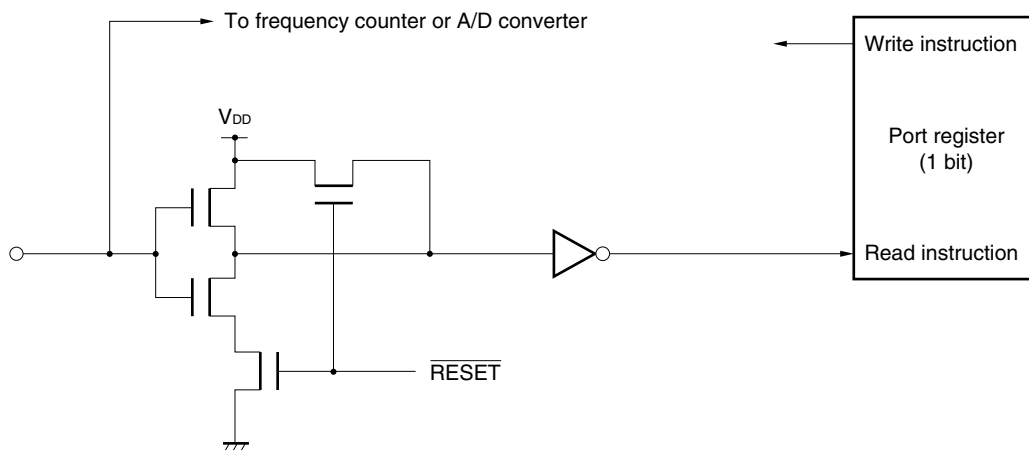 To frequency counter or A/D converter
Write instruction
VDD
Port register
(1 bit)
Read instruction
RESET